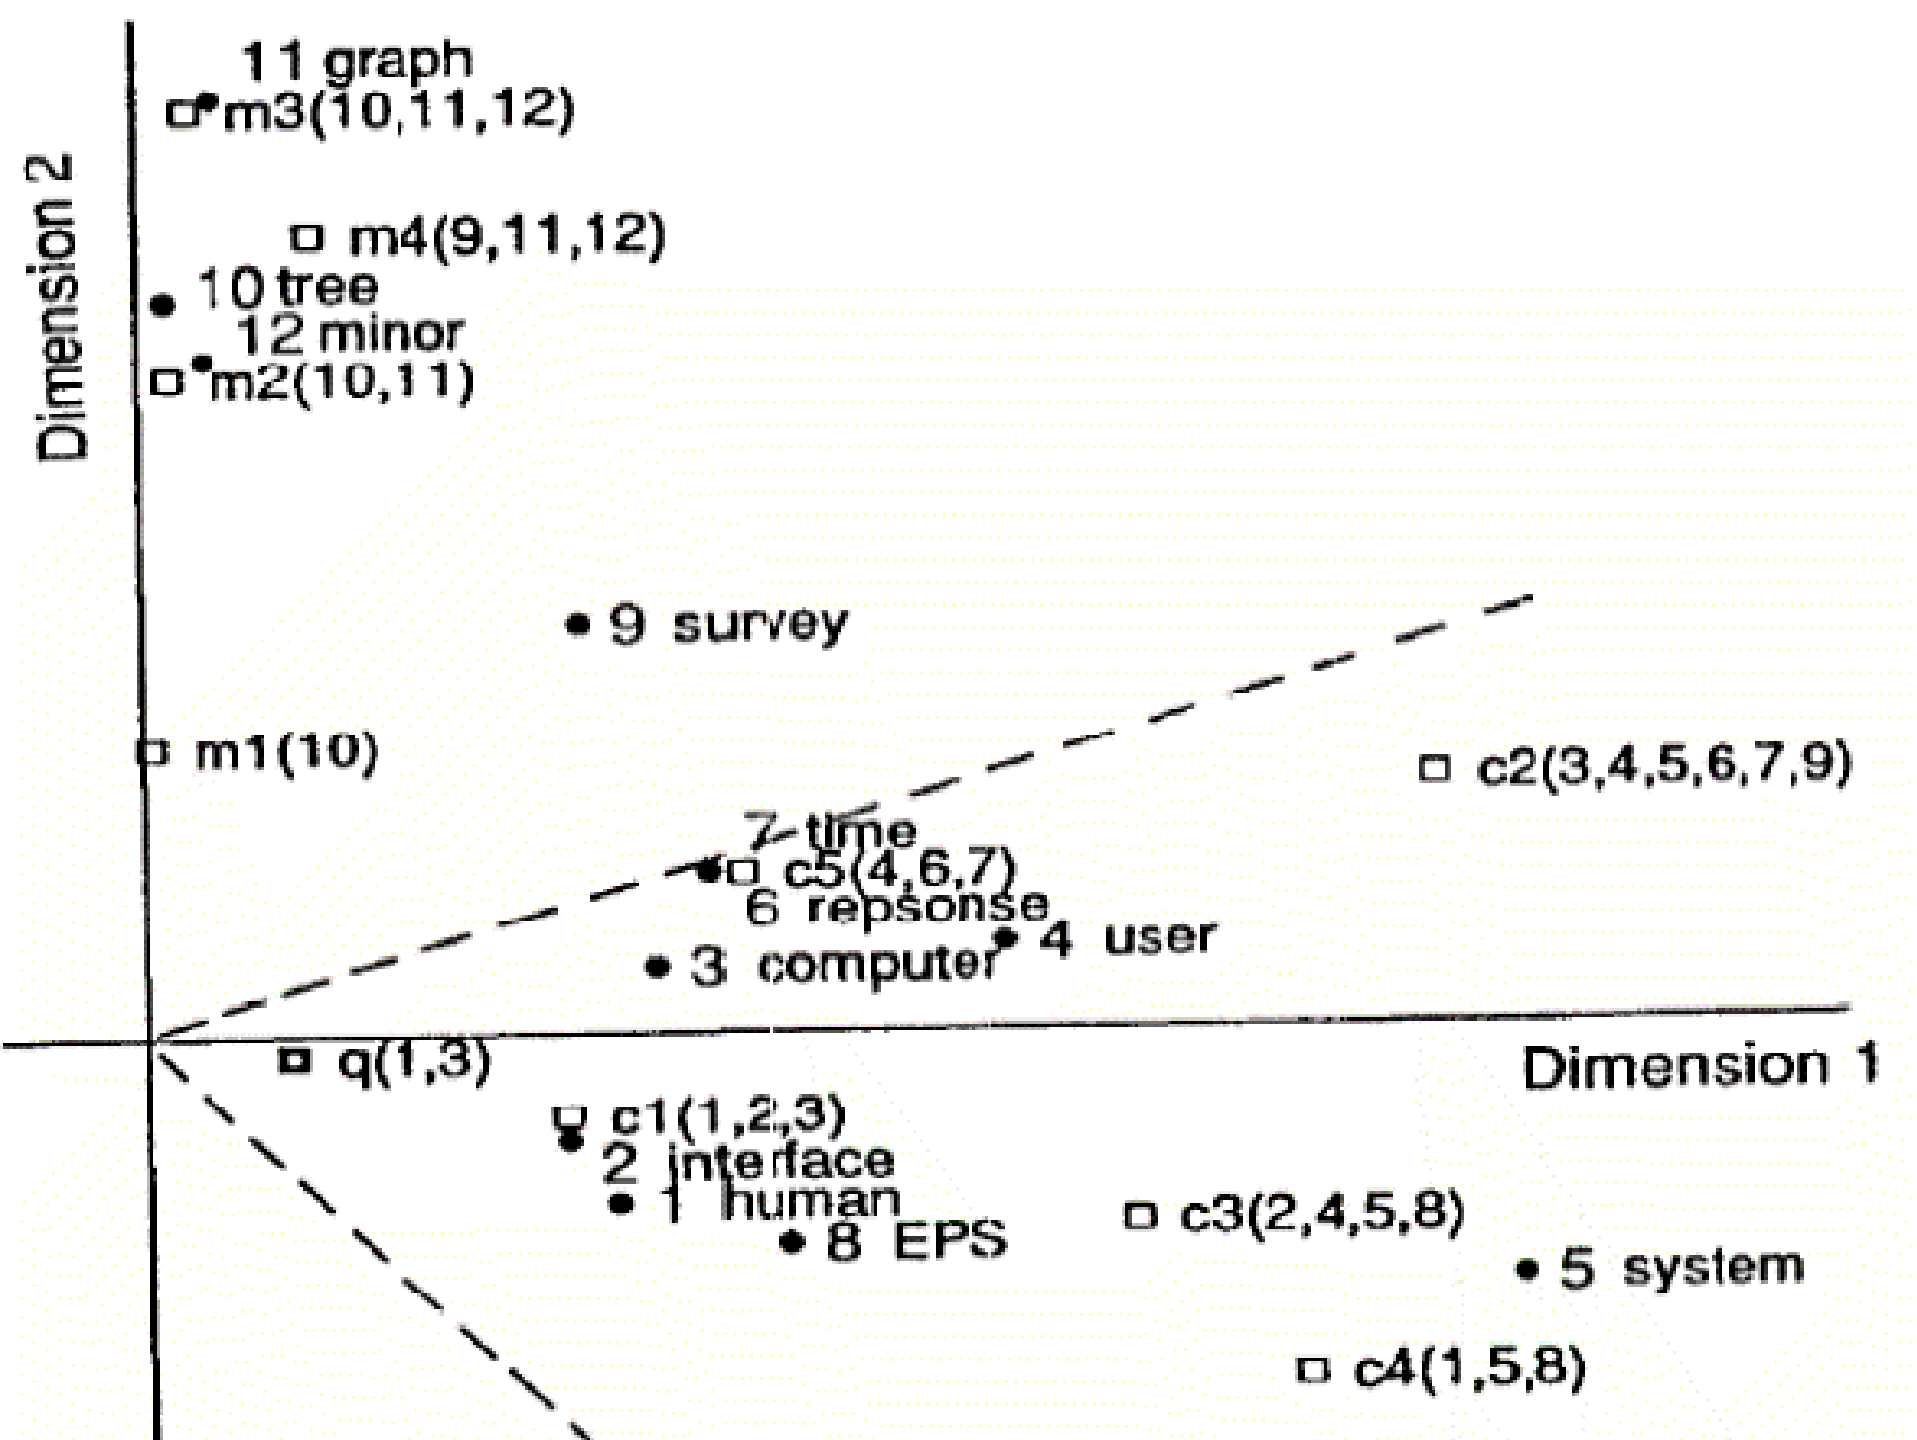 11 graph
m3(10,11,12)
Dimension 2
m4(9,11,12)
10 tree
12 minor
m2(10,11)
9 survey
m1(10)
c2(3,4,5,6,7,9)
7 time
c5(4,6,7)
6 repsonse
4 user
3 computer
q(1,3)
Dimension 1
c1(1,2,3)
2 interface
1 human
c3(2,4,5,8)
8 EPS
5 system
c4(1,5,8)